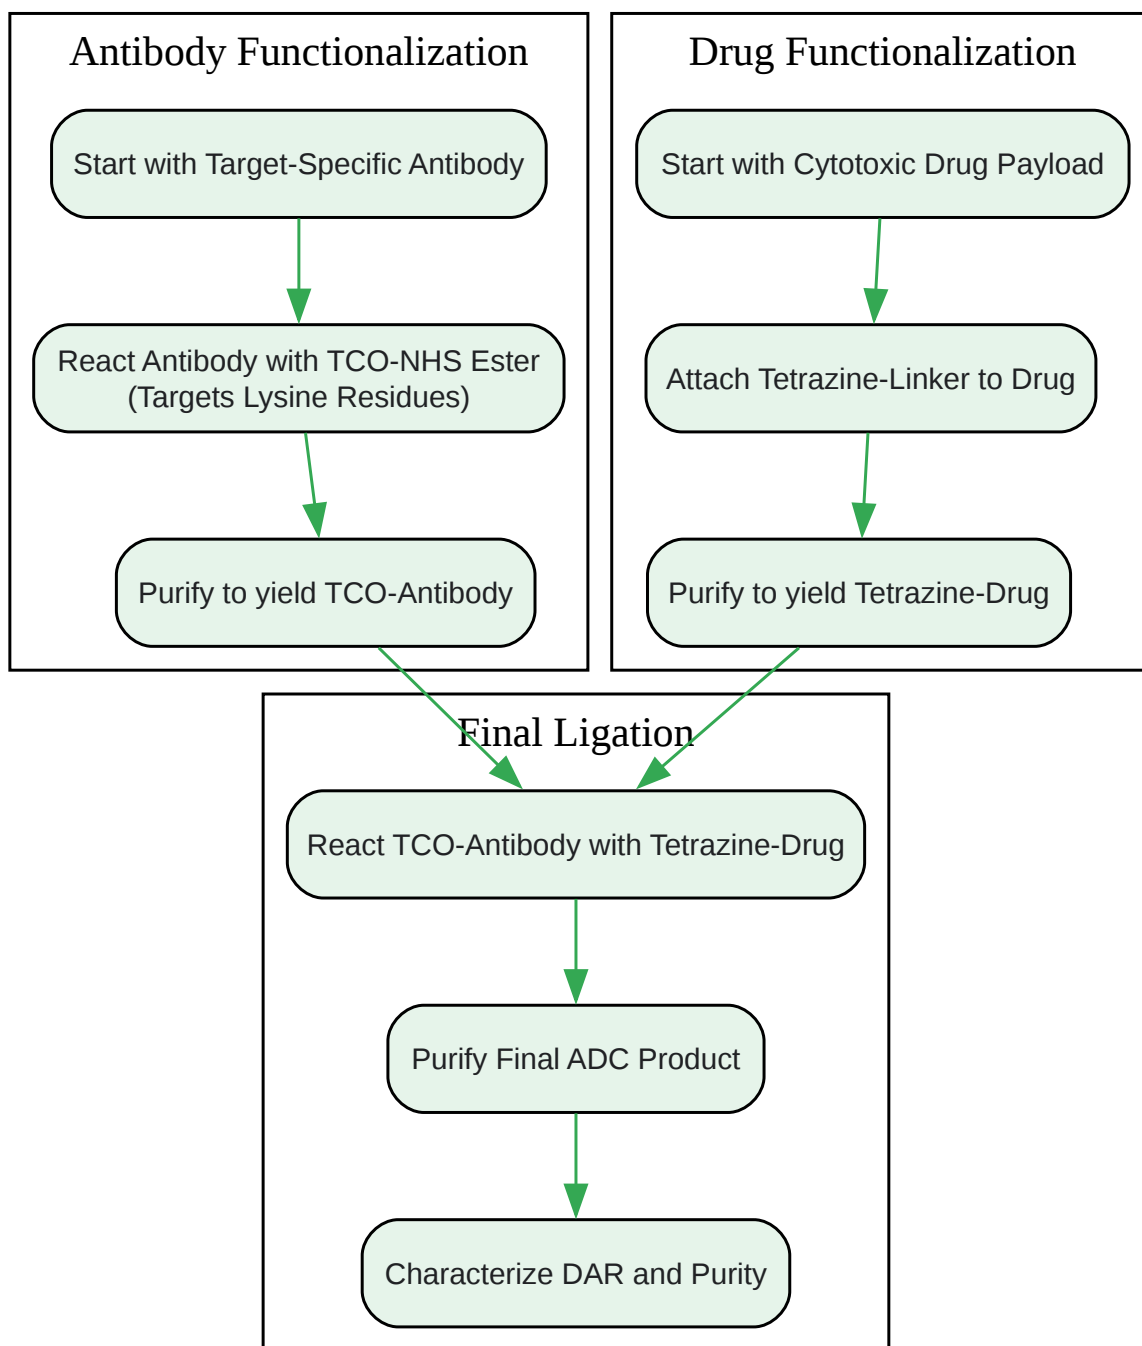 Antibody Functionalization
Start with Target-Specific Antibody
React Antibody with TCO-NHS Ester
(Targets Lysine Residues)
Purify to yield TCO-Antibody
Drug Functionalization
Start with Cytotoxic Drug Payload
Attach Tetrazine-Linker to Drug
Purify to yield Tetrazine-Drug
Final Ligation
React TCO-Antibody with Tetrazine-Drug
Purify Final ADC Product
Characterize DAR and Purity